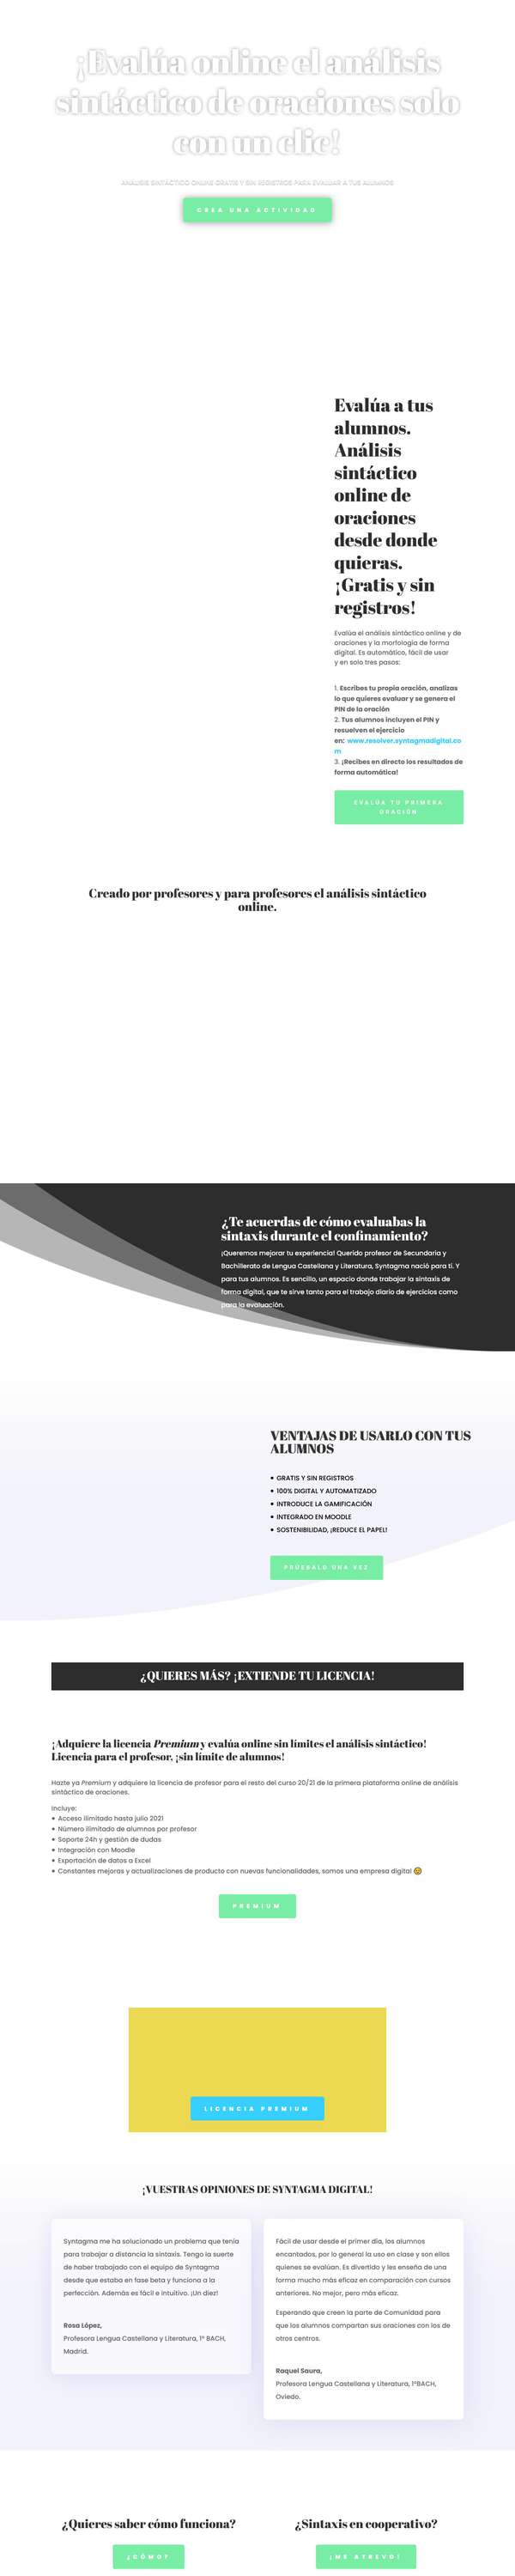 ¡Evalúa online el análisis
sintáctico de oraciones solo
con un clic!
ANÁLISIS SINTÁCTICO ONLINE GRATIS Y SIN REGISTROS PARA EVALUAR A TUS ALUMNOS
CREA UNA ACTIVIDAD
Evalúa a tus
alumnos.
Análisis
sintáctico
online de
oraciones
desde donde
quieras.
¡Gratis y sin
registros!
Evalúa el análisis sintáctico online y de
oraciones y la morfología de forma
digital. Es automático, fácil de usar
y en solo tres pasos:
1. Escribes tu propia oración, analizas
lo que quieres evaluar y se genera el
PIN de la oración
2. Tus alumnos incluyen el PIN y
resuelven el ejercicio
en: www.resolver.syntagmadigital.co
m
3. ¡Recibes en directo los resultados de
forma automática!
EVALÚA TU PRIMERA
ORACIÓN
Creado por profesores y para profesores el análisis sintáctico
online.
¿Te acuerdas de cómo evaluabas la
sintaxis durante el confinamiento?
¡Queremos mejorar tu experiencia! Querido profesor de Secundaria y
Bachillerato de Lengua Castellana y Literatura, Syntagma nació para ti. Y
para tus alumnos. Es sencillo, un espacio donde trabajar la sintaxis de
forma digital, que te sirve tanto para el trabajo diario de ejercicios como
para la evaluación.
VENTAJAS DE USARLO CON TUS
ALUMNOS
• GRATIS Y SIN REGISTROS
• 100% DIGITAL Y AUTOMATIZADO
• INTRODUCE LA GAMIFICACIÓN
• INTEGRADO EN MOODLE
• SOSTENIBILIDAD, ¡REDUCE EL PAPEL!
PRUÉBALO UNA VEZ
¿QUIERES MÁS? ¡EXTIENDE TU LICENCIA!
¡Adquiere la licencia Premium y evalúa online sin límites el análisis sintáctico!
Licencia para el profesor, ¡sin límite de alumnos!
Hazte ya Premium y adquiere la licencia de profesor para el resto del curso 20/21 de la primera plataforma online de análisis
sintáctico de oraciones.
Incluye:
• Acceso ilimitado hasta julio 2021
• Número ilimitado de alumnos por profesor
• Soporte 24h y gestión de dudas
• Integración con Moodle
• Exportación de datos a Excel
• Constantes mejoras y actualizaciones de producto con nuevas funcionalidades, somos una empresa digital
PREMIUM
LICENCIA PREMIUM
¡VUESTRAS OPINIONES DE SYNTAGMA DIGITAL!
Syntagma me ha solucionado un problema que tenía
para trabajar a distancia la sintaxis. Tengo la suerte
de haber trabajado con el equipo de Syntagma
desde que estaba en fase beta y funciona a la
perfección. Además es fácil e intuitivo. ¡Un diez!
Rosa López,
Profesora Lengua Castellana y Literatura, 1º BACH,
Madrid.
Fácil de usar desde el primer día, los alumnos
encantados, por lo general la uso en clase y son ellos
quienes se evalúan. Es divertido y les enseña de una
forma mucho más eficaz en comparación con cursos
anteriores. No mejor, pero más eficaz.
Esperando que creen la parte de Comunidad para
que los alumnos compartan sus oraciones con los de
otros centros.
Raquel Saura,
Profesora Lengua Castellana y Literatura, 1ºBACH,
Oviedo.
¿Quieres saber cómo funciona?
¿CÓMO?
¿Sintaxis en cooperativo?
¡ME ATREVO!